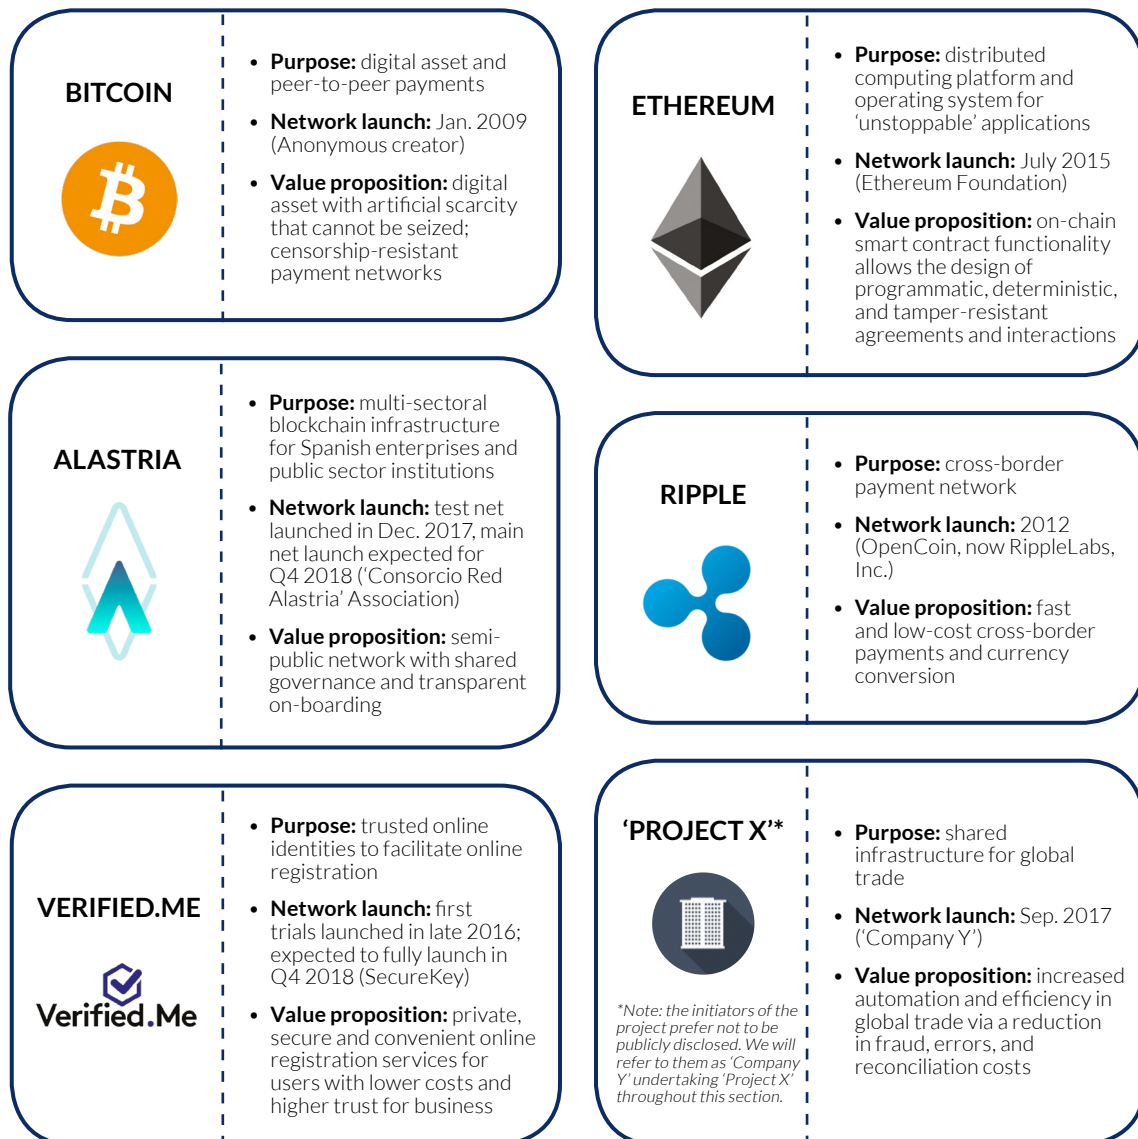 BITCOIN
• Purpose: digital asset and
peer-to-peer payments
• Network launch: Jan. 2009
(Anonymous creator)
• Value proposition: digital
asset with artificial scarcity
that cannot be seized;
censorship-resistant
payment networks
ETHEREUM
• Purpose: distributed
computing platform and
operating system for
‘unstoppable’ applications
• Network launch: July 2015
(Ethereum Foundation)
• Value proposition: on-chain
smart contract functionality
allows the design of
programmatic, deterministic,
and tamper-resistant
agreements and interactions
ALASTRIA
• Purpose: multi-sectoral
blockchain infrastructure
for Spanish enterprises and
public sector institutions
• Network launch: test net
launched in Dec. 2017, main
net launch expected for
Q4 2018 (‘Consorcio Red
Alastria’ Association)
• Value proposition: semi-
public network with shared
governance and transparent
on-boarding
RIPPLE
• Purpose: cross-border
payment network
• Network launch: 2012
(OpenCoin, now RippleLabs,
Inc.)
• Value proposition: fast
and low-cost cross-border
payments and currency
conversion
VERIFIED.ME
Verified.Me
• Purpose: trusted online
identities to facilitate online
registration
• Network launch: first
trials launched in late 2016;
expected to fully launch in
Q4 2018 (SecureKey)
• Value proposition: private,
secure and convenient online
registration services for
users with lower costs and
higher trust for business
‘PROJECT X’*
*Note: the initiators of the
project prefer not to be
publicly disclosed. We will
refer to them as ‘Company
Y’ undertaking ‘Project X’
throughout this section.
• Purpose: shared
infrastructure for global
trade
• Network launch: Sep. 2017
(‘Company Y’)
• Value proposition: increased
automation and efficiency in
global trade via a reduction
in fraud, errors, and
reconciliation costs